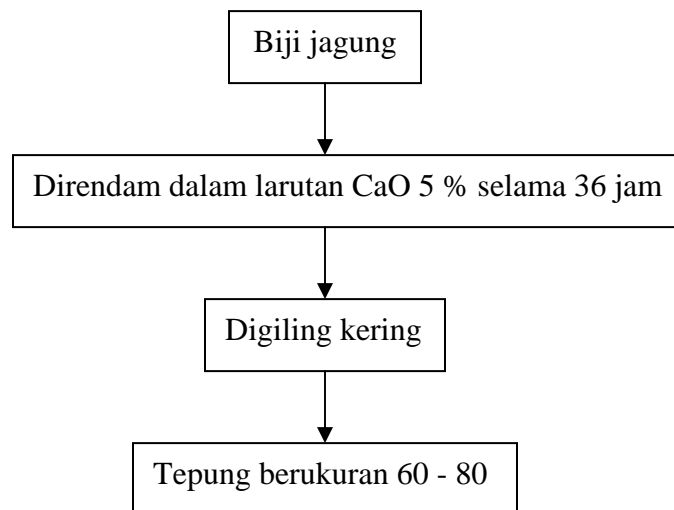 Biji jagung
Direndam dalam larutan CaO 5 % selama 36 jam
Digiling kering
Tepung berukuran 60 - 80